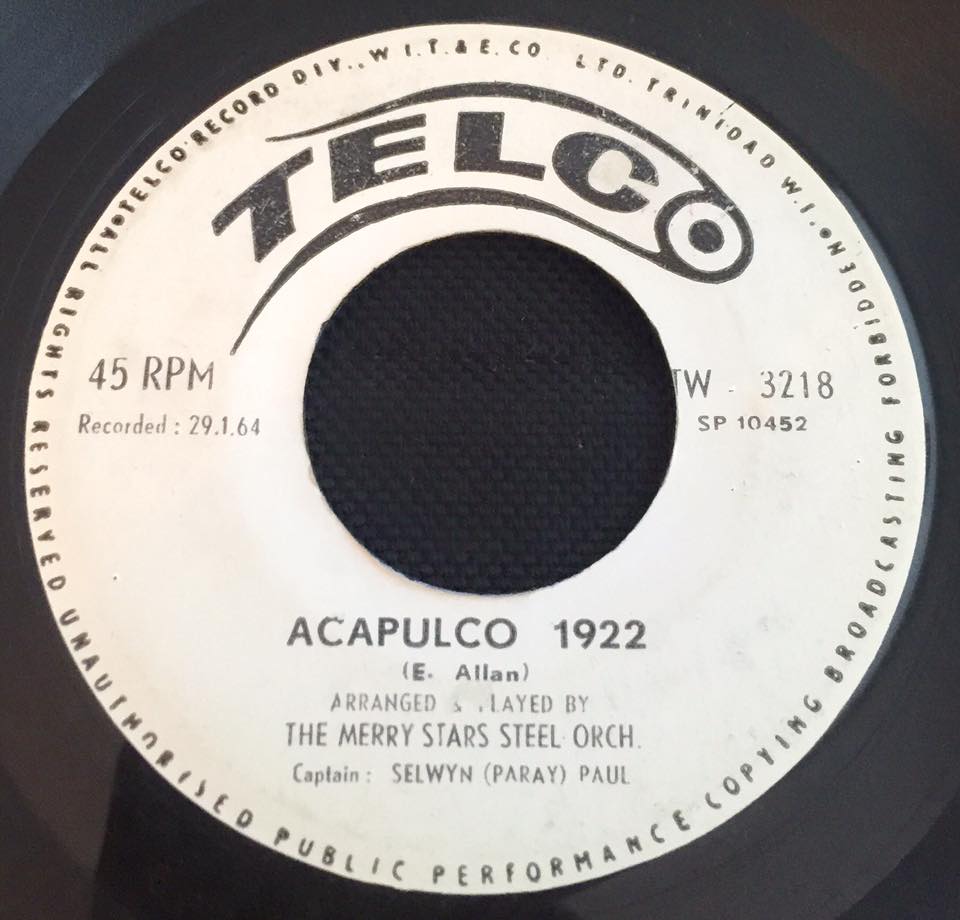 ALL RIGHTS RESERVED UNAUTHORISED PUBLIC PERFORMANCE COPYING BROADCASTING FORBIDDEN
TELCO RECORD DIV., W I.T. & E. CO LTD. TRINIDAD W.I.
TELCO
45 RPM
Recorded : 29.1.64
TW - 3218
SP 10452
ACAPULCO 1922
(E. Allan)
ARRANGED & LAYED BY
THE MERRY STARS STEEL ORCH.
Captain : SELWYN (PARAY) PAUL